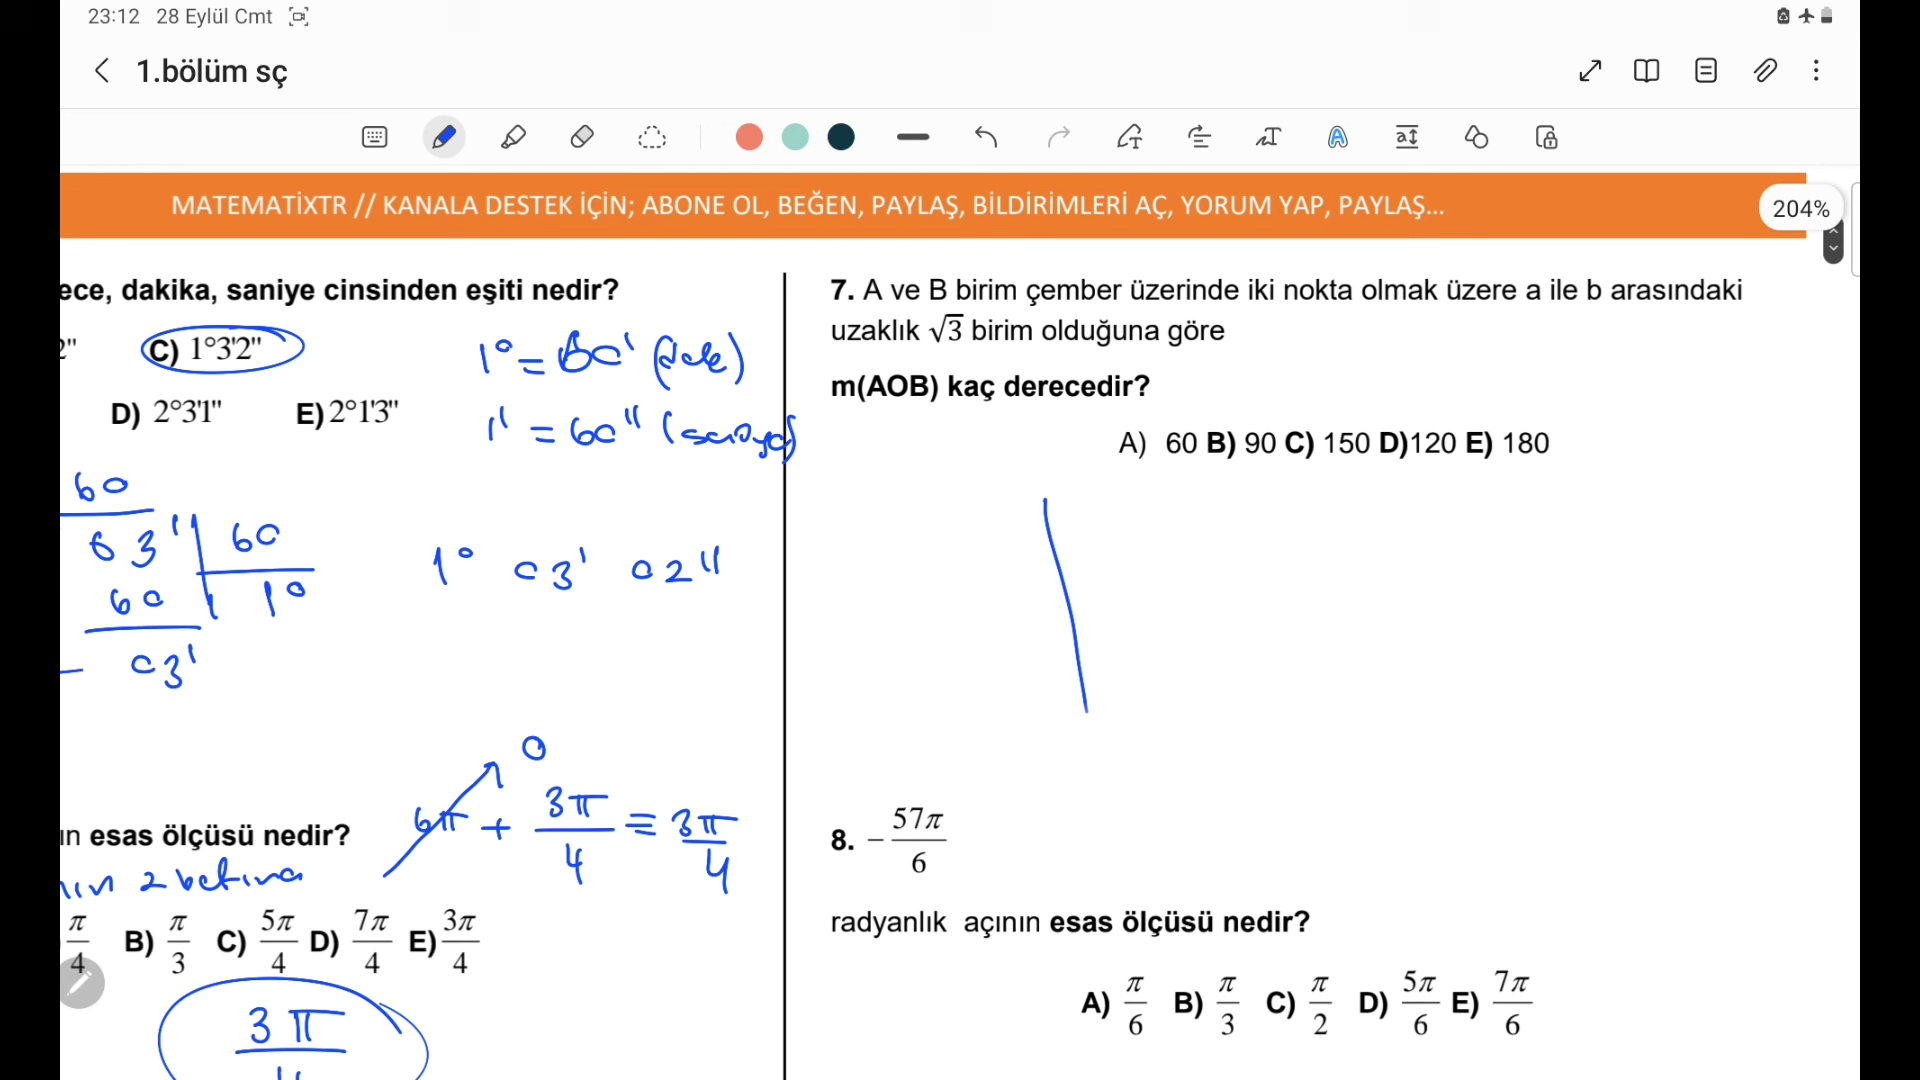 23:12 28 Eylül Cmt
1.bölüm sç
MATEMATİXTR // KANALA DESTEK İÇİN; ABONE OL, BEĞEN, PAYLAŞ, BİLDİRİMLERİ AÇ, YORUM YAP, PAYLAŞ...
204%
ece, dakika, saniye cinsinden eşiti nedir?
2" C) 1°3'2"
D) 2°3'1" E) 2°1'3"
1° = 60'
1' = 60"
60
63' 60
60 1°
03'
1° 03' 02"
0
6π + 3π/4 ≡ 3π/4
ın esas ölçüsü nedir?
π/4 B) π/3 C) 5π/4 D) 7π/4 E) 3π/4
3π
7. A ve B birim çember üzerinde iki nokta olmak üzere a ile b arasındaki
uzaklık √3 birim olduğuna göre
m(AOB) kaç derecedir?
A) 60 B) 90 C) 150 D)120 E) 180
8. −57π/6
radyanlık açının esas ölçüsü nedir?
A) π/6 B) π/3 C) π/2 D) 5π/6 E) 7π/6